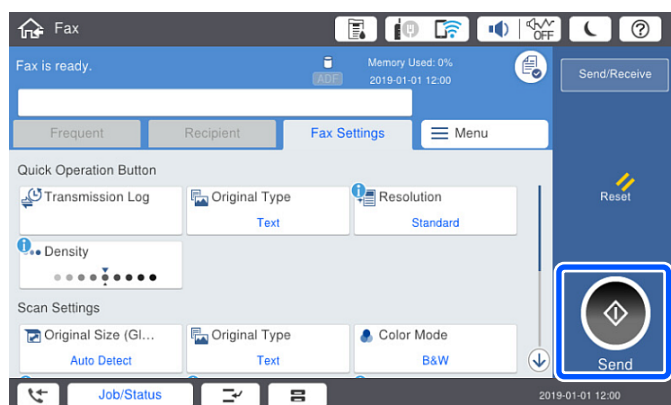 Fax
OFF
Fax is ready.
Memory Used: 0%
ADF
2019-01-01 12:00
Send/Receive
Frequent
Recipient
Fax Settings
Menu
Quick Operation Button
Transmission Log
Original Type
Text
Resolution
Standard
Reset
Density
Scan Settings
Original Size (Gl...
Auto Detect
Original Type
Text
Color Mode
B&W
Send
Job/Status
2019-01-01 12:00